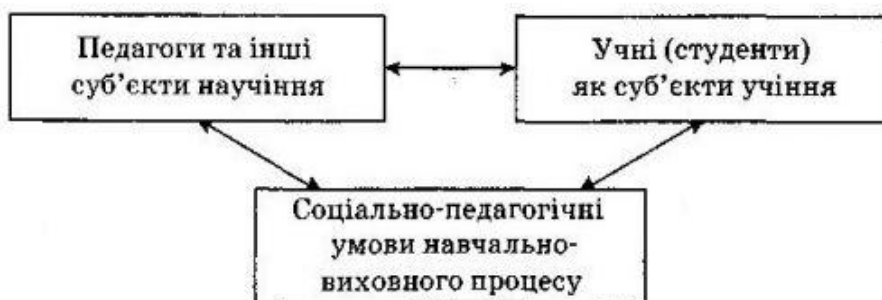 Педагоги та інші
суб’єкти научіння
Учні (студенти)
як суб’єкти учіння
Соціально-педагогічні
умови навчально-
виховного процесу